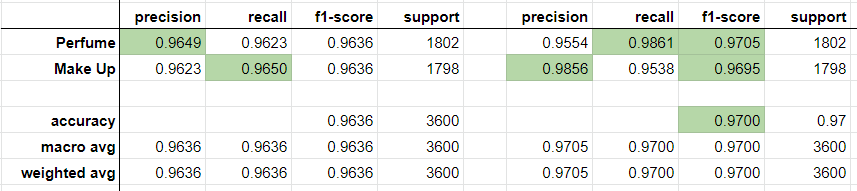 precision recall f1-score support precision recall f1-score support
Perfume 0.9649 0.9623 0.9636 1802 0.9554 0.9861 0.9705 1802
Make Up 0.9623 0.9650 0.9636 1798 0.9856 0.9538 0.9695 1798
accuracy 0.9636 3600 0.9700 0.97
macro avg 0.9636 0.9636 0.9636 3600 0.9705 0.9700 0.9700 3600
weighted avg 0.9636 0.9636 0.9636 3600 0.9705 0.9700 0.9700 3600